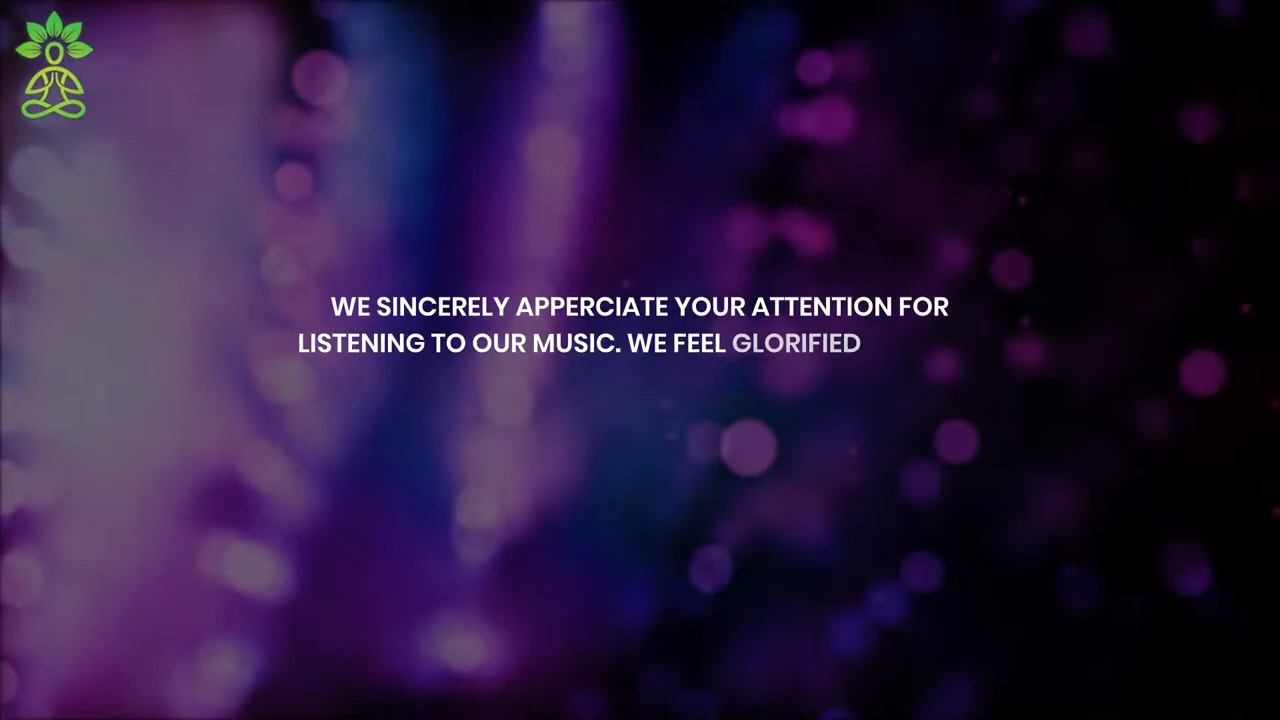 WE SINCERELY APPERCIATE YOUR ATTENTION FOR
LISTENING TO OUR MUSIC. WE FEEL GLORIFIED